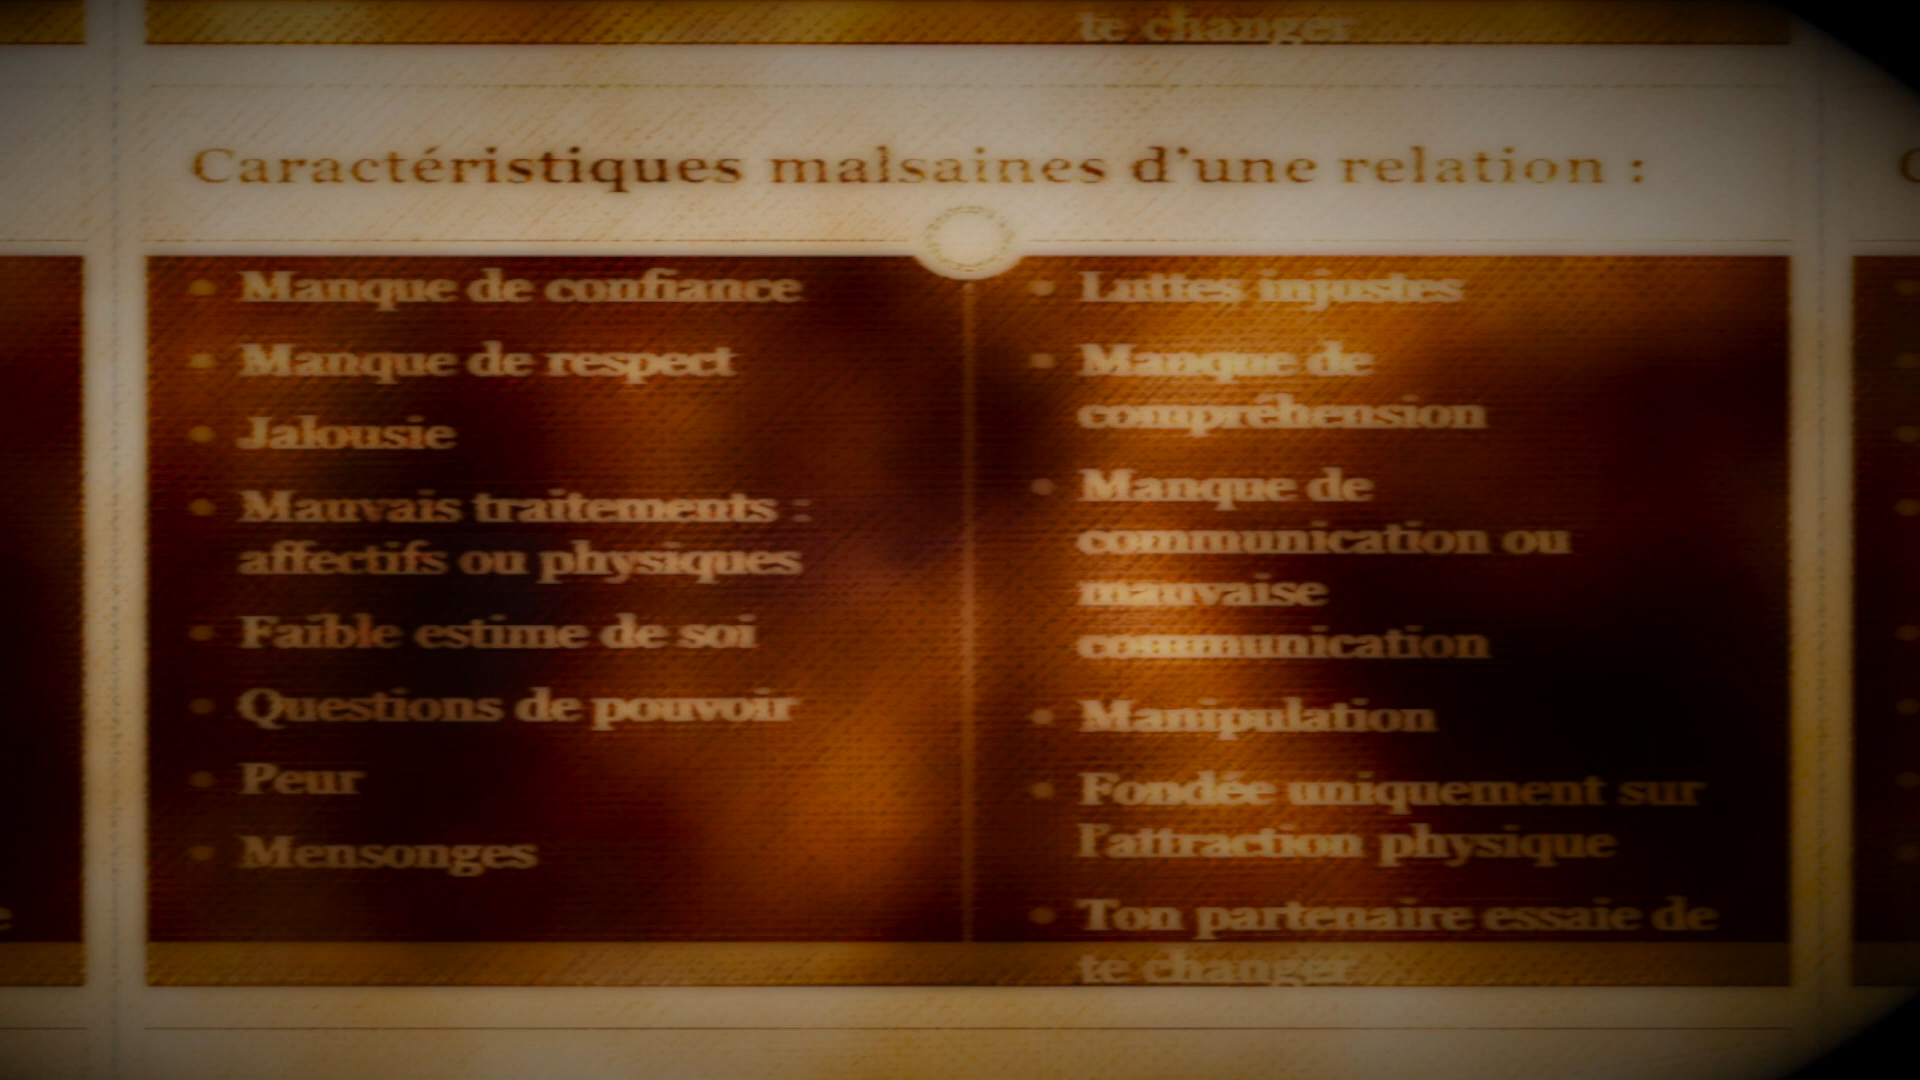 te changer
Caractéristiques malsaines d'une relation :
• Manque de confiance
• Manque de respect
• Jalousie
• Mauvais traitements :
affectifs ou physiques
• Faible estime de soi
• Questions de pouvoir
• Peur
• Mensonges
• Luttes injustes
• Manque de
compréhension
• Manque de
communication ou
mauvaise
communication
• Manipulation
• Fondée uniquement sur
l'attraction physique
• Ton partenaire essaie de
te changer